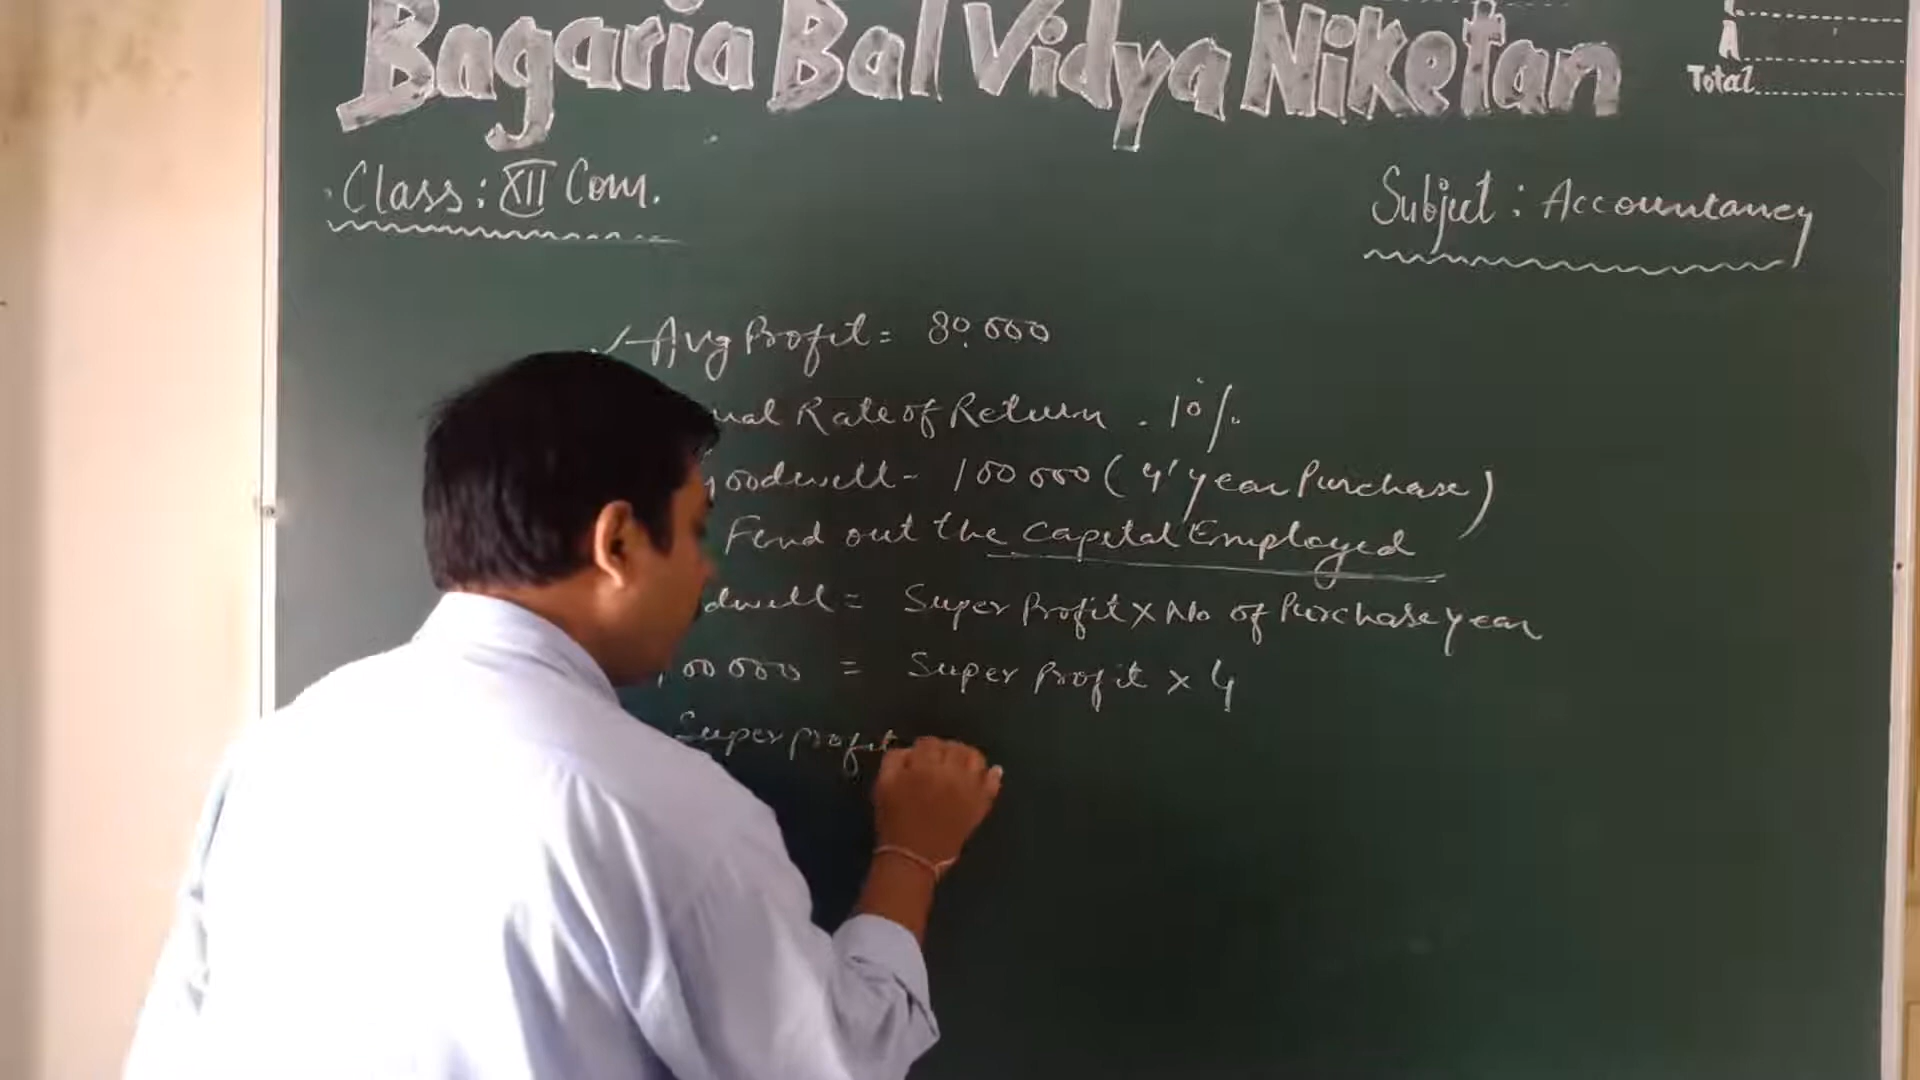 Bagaria Bal Vidya Niketan
A
Total
Class: XII Com.
Subject: Accountancy
Avg Profit = 80,000
Rate of Return . 10%
100000 (4 year Purchase)
Find out the Capital Employed
= Super Profit x No of Purchase year
= Super Profit x 4
Super profit